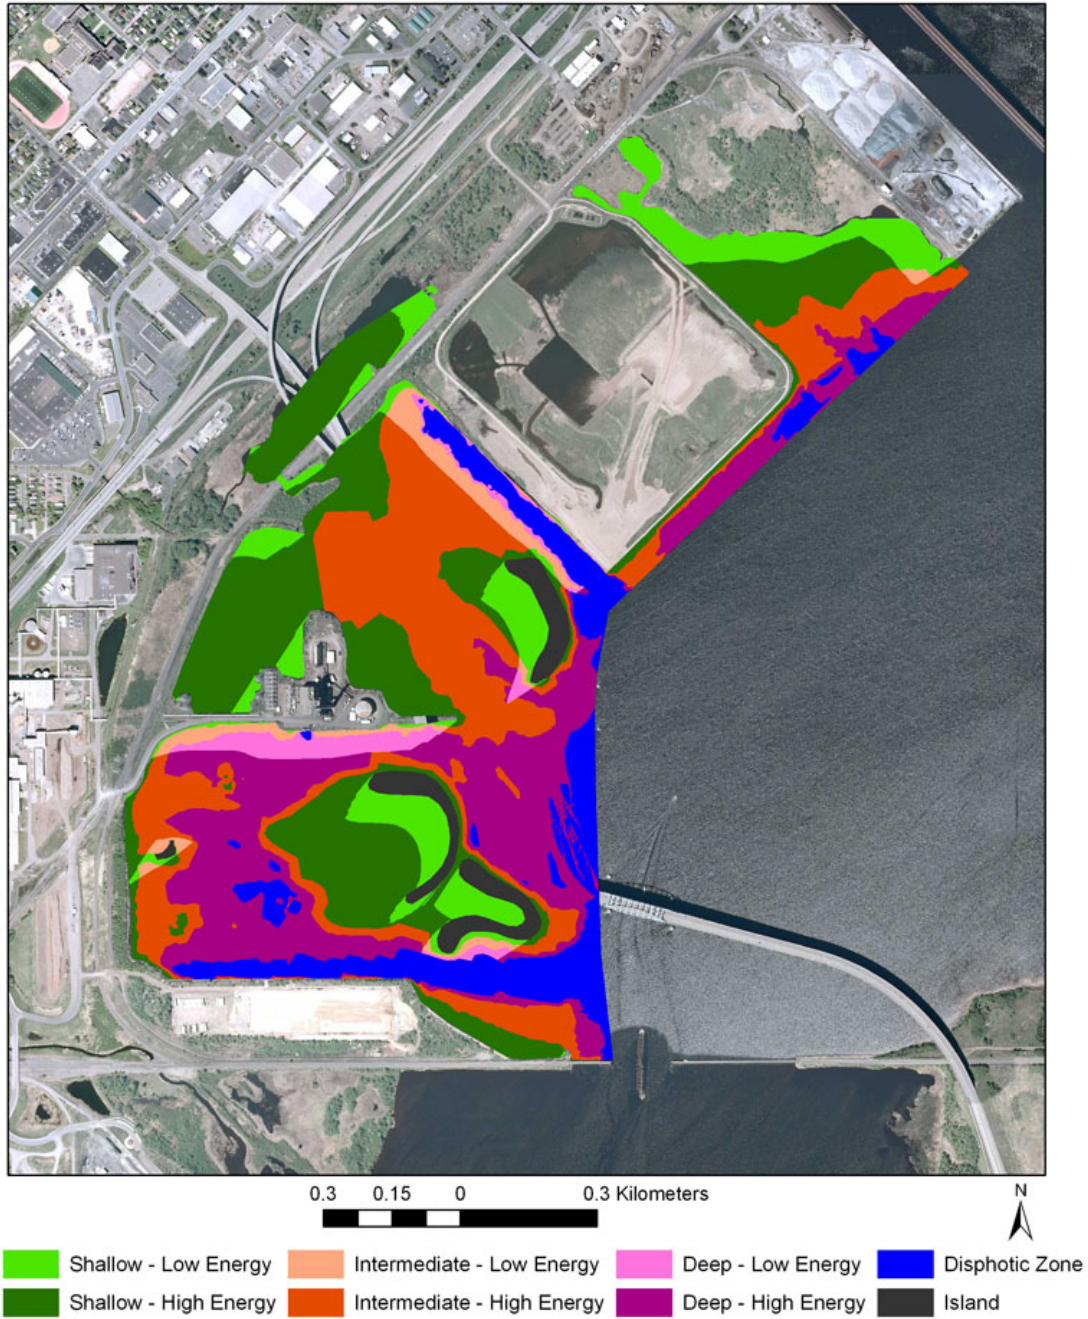 0.3 0.15 0 0.3 Kilometers
N
Shallow - Low Energy Intermediate - Low Energy Deep - Low Energy Disphotic Zone
Shallow - High Energy Intermediate - High Energy Deep - High Energy Island